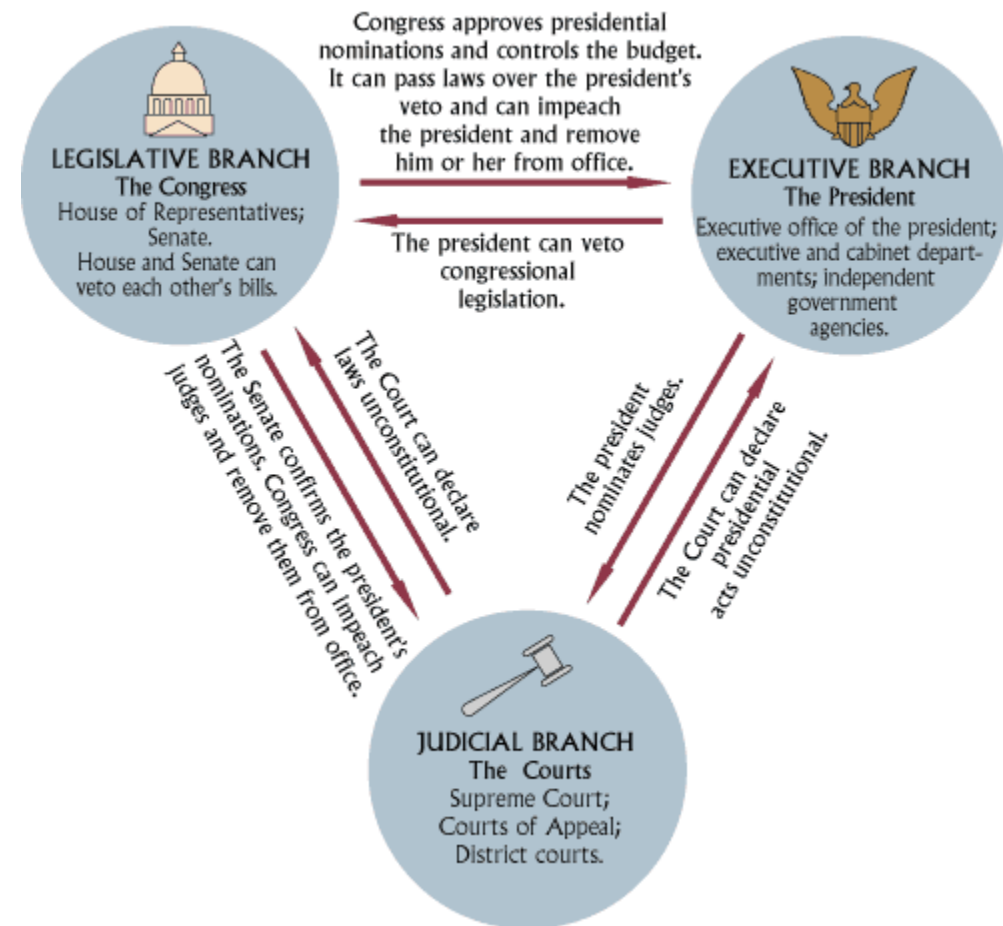 Congress approves presidential
nominations and controls the budget.
It can pass laws over the president's
veto and can impeach
the president and remove
him or her from office.
LEGISLATIVE BRANCH
The Congress
House of Representatives;
Senate.
House and Senate can
veto each other's bills.
EXECUTIVE BRANCH
The President
Executive office of the president;
executive and cabinet depart-
ments; independent
government
agencies.
The president can veto
congressional
legislation.
The Senate confirms the president's
nominations. Congress can impeach
judges and remove them from office.
The Court can declare
laws unconstitutional.
The president
nominates judges.
The Court can declare
presidential
acts unconstitutional.
JUDICIAL BRANCH
The Courts
Supreme Court;
Courts of Appeal;
District courts.